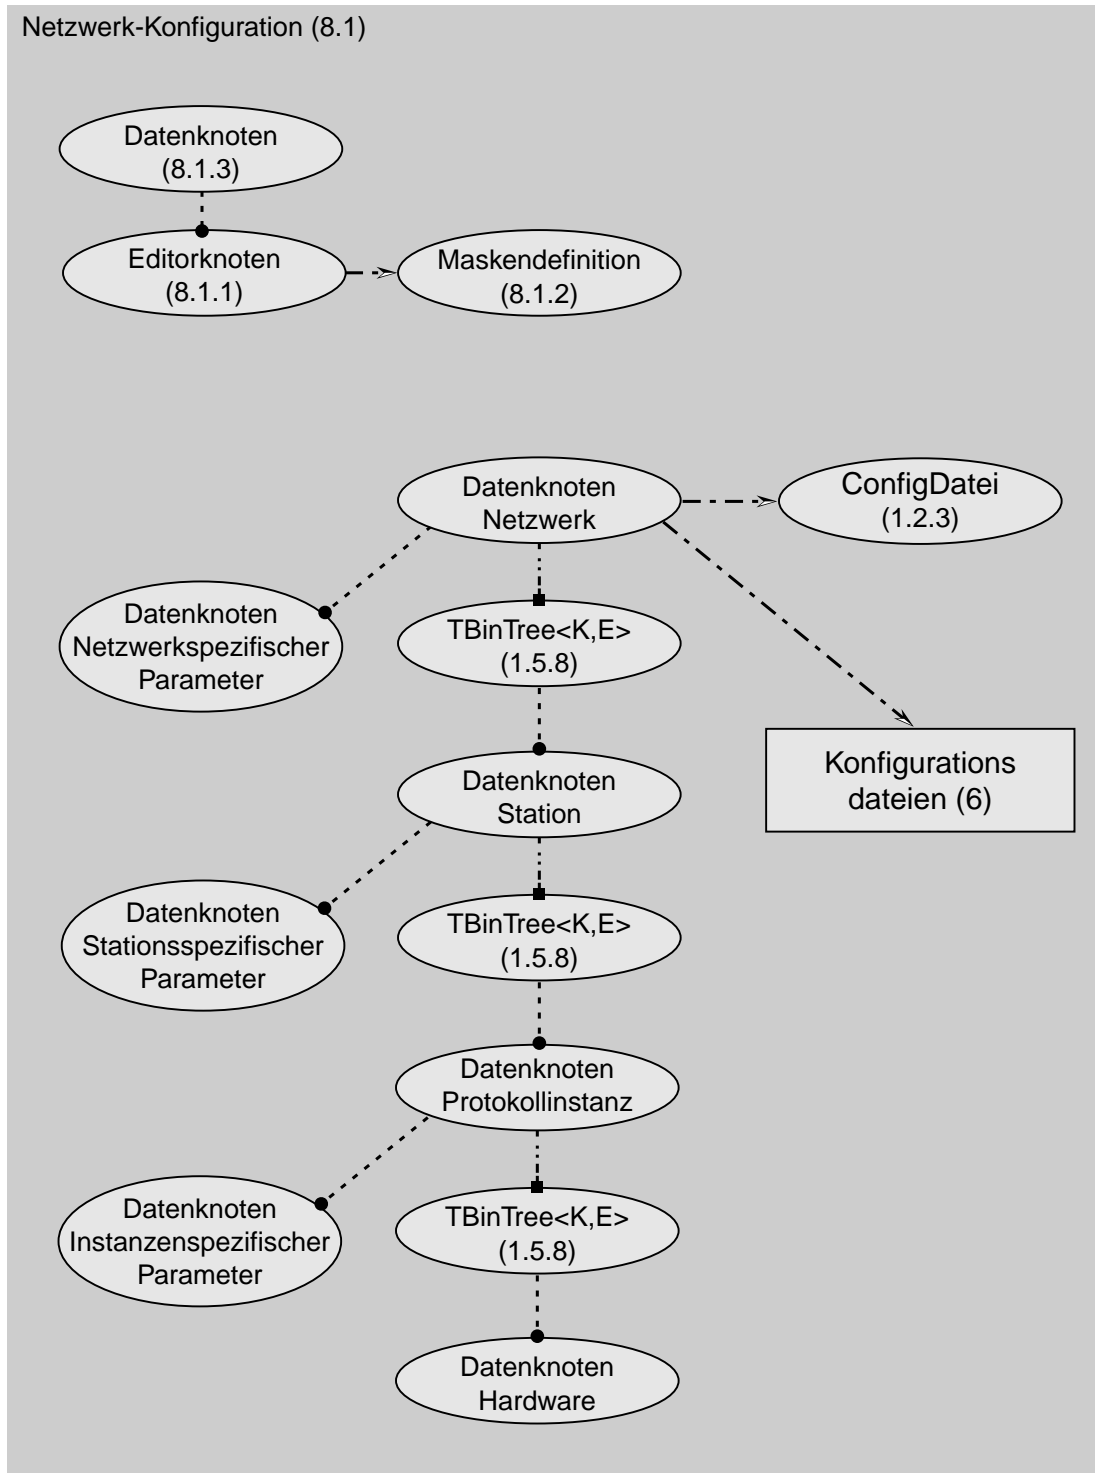 Netzwerk-Konfiguration (8.1)
Datenknoten
(8.1.3)
Editorknoten
(8.1.1)
Maskendefinition
(8.1.2)
Datenknoten
Netzwerk
ConfigDatei
(1.2.3)
Datenknoten
Netzwerkspezifischer
Parameter
TBinTree<K,E>
(1.5.8)
Konfigurations
dateien (6)
Datenknoten
Station
Datenknoten
Stationsspezifischer
Parameter
TBinTree<K,E>
(1.5.8)
Datenknoten
Protokollinstanz
Datenknoten
Instanzenspezifischer
Parameter
TBinTree<K,E>
(1.5.8)
Datenknoten
Hardware